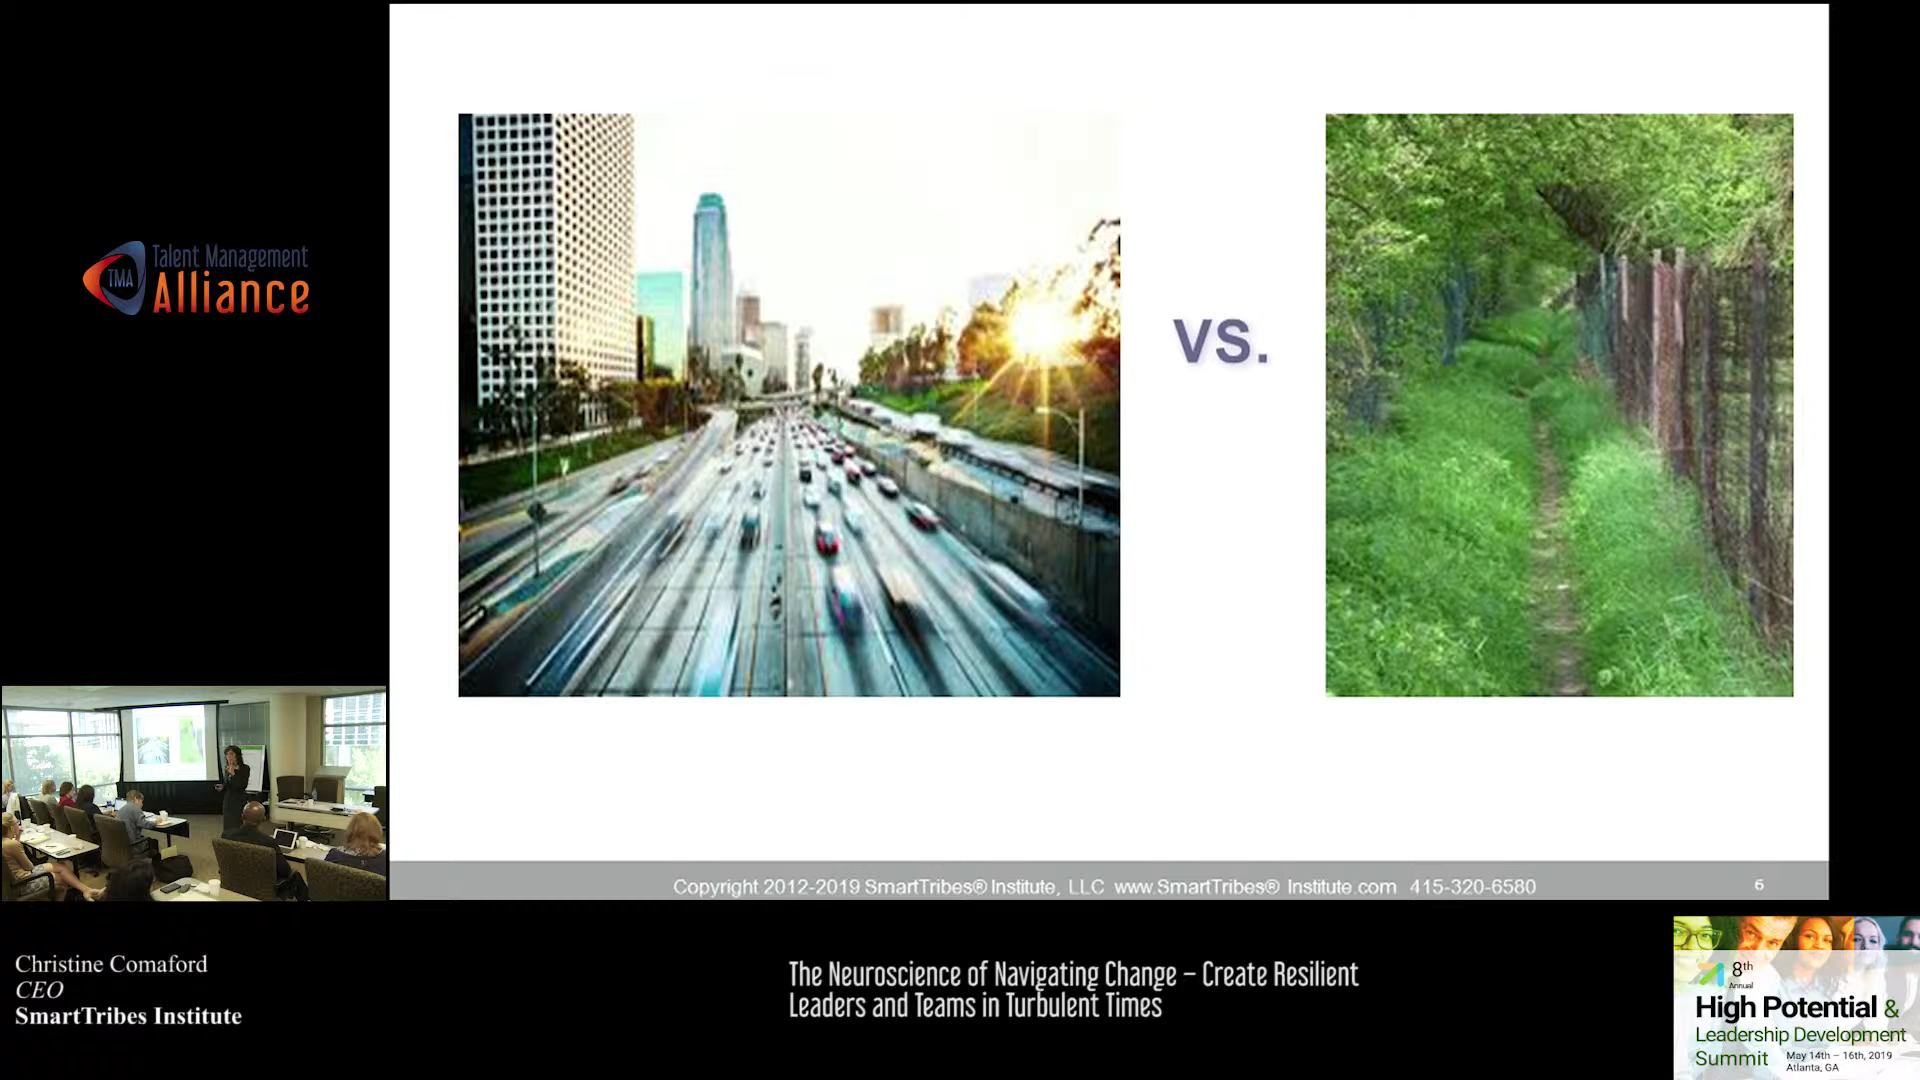 Talent Management
TMA
Alliance
VS.
Copyright 2012-2019 SmartTribes® Institute, LLC www.SmartTribes® Institute.com 415-320-6580
6
Christine Comaford
CEO
SmartTribes Institute
The Neuroscience of Navigating Change – Create Resilient
Leaders and Teams in Turbulent Times
8th
Annual
High Potential &
Leadership Development
Summit May 14th – 16th, 2019
Atlanta, GA